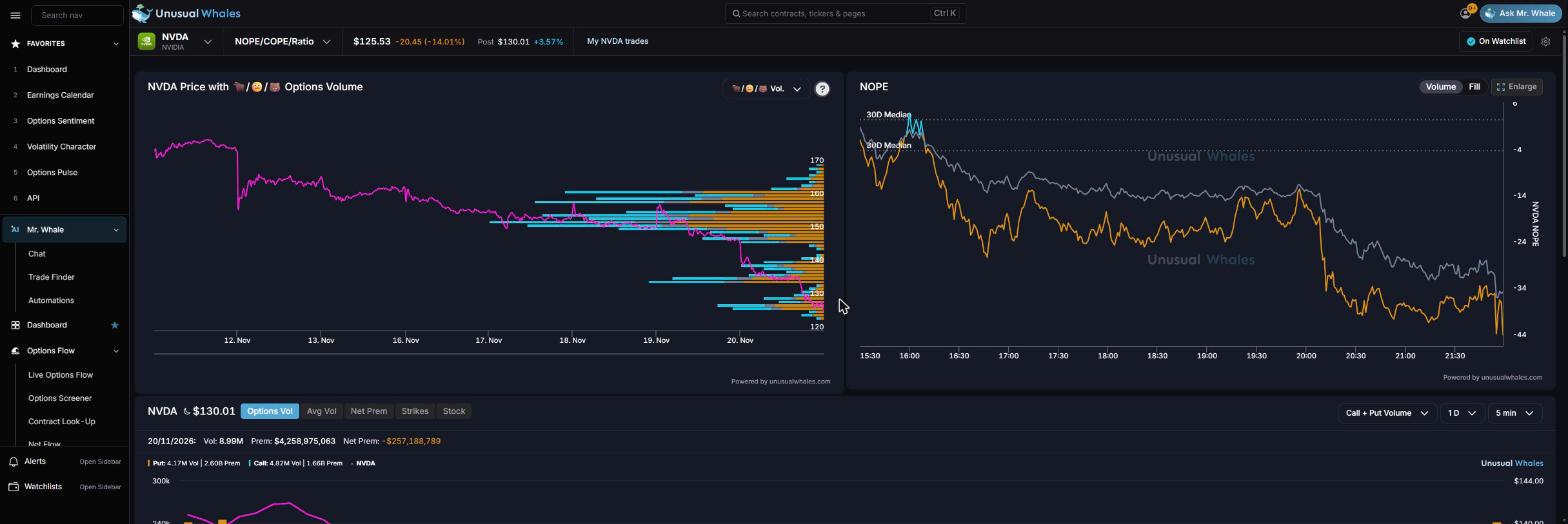 Search nav
Unusual Whales
Search contracts, tickers & pages
Ctrl K
9+
Ask Mr. Whale
FAVORITES
1 Dashboard
2 Earnings Calendar
3 Options Sentiment
4 Volatility Character
5 Options Pulse
6 API
AI Mr. Whale
Chat
Trade Finder
Automations
Dashboard
Options Flow
Live Options Flow
Options Screener
Contract Look-Up
Net Flow
Alerts Open Sidebar
Watchlists Open Sidebar
NVDA
NVIDIA
NOPE/COPE/Ratio
$125.53 -20.45 (-14.01%) Post $130.01 +3.57%
My NVDA trades
On Watchlist
NVDA Price with 🐂/😐/🐻 Options Volume
🐂/😐/🐻 Vol.
?
170
160
150
140
130
120
12. Nov 13. Nov 16. Nov 17. Nov 18. Nov 19. Nov 20. Nov
Powered by unusualwhales.com
NOPE
Volume Fill Enlarge
30D Median
30D Median
Unusual Whales
Unusual Whales
6
-4
-14
-24
-34
-44
NVDA NOPE
15:30 16:00 16:30 17:00 17:30 18:00 18:30 19:00 19:30 20:00 20:30 21:00 21:30
Powered by unusualwhales.com
NVDA $130.01 Options Vol Avg Vol Net Prem Strikes Stock
Call + Put Volume 1 D 5 min
20/11/2026: Vol: 8.99M Prem: $4,258,975,063 Net Prem: -$257,188,789
Put: 4.17M Vol | 2.60B Prem Call: 4.82M Vol | 1.66B Prem - NVDA
Unusual Whales
300k
$144.00
240k
$140.00